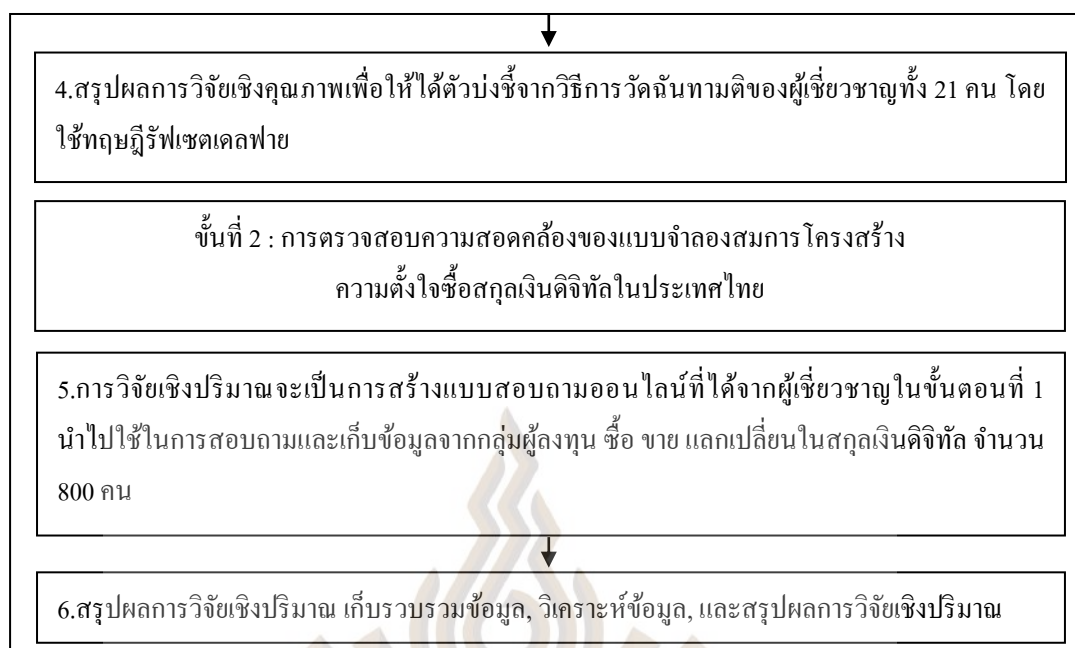 4.สรุปผลการวิจัยเชิงคุณภาพเพื่อให้ได้ตัวบ่งชี้จากวิธีการวัดฉันทามติของผู้เชี่ยวชาญทั้ง 21 คน โดย
ใช้ทฤษฎีรัฟเซตเดลฟาย
ขั้นที่ 2 : การตรวจสอบความสอดคล้องของแบบจำลองสมการโครงสร้าง
ความตั้งใจซื้อสกุลเงินดิจิทัลในประเทศไทย
5.การวิจัยเชิงปริมาณจะเป็นการสร้างแบบสอบถามออนไลน์ที่ได้จากผู้เชี่ยวชาญในขั้นตอนที่ 1
นำไปใช้ในการสอบถามและเก็บข้อมูลจากกลุ่มผู้ลงทุน ซื้อ ขาย แลกเปลี่ยนในสกุลเงินดิจิทัล จำนวน
800 คน
6.สรุปผลการวิจัยเชิงปริมาณ เก็บรวบรวมข้อมูล, วิเคราะห์ข้อมูล, และสรุปผลการวิจัยเชิงปริมาณ